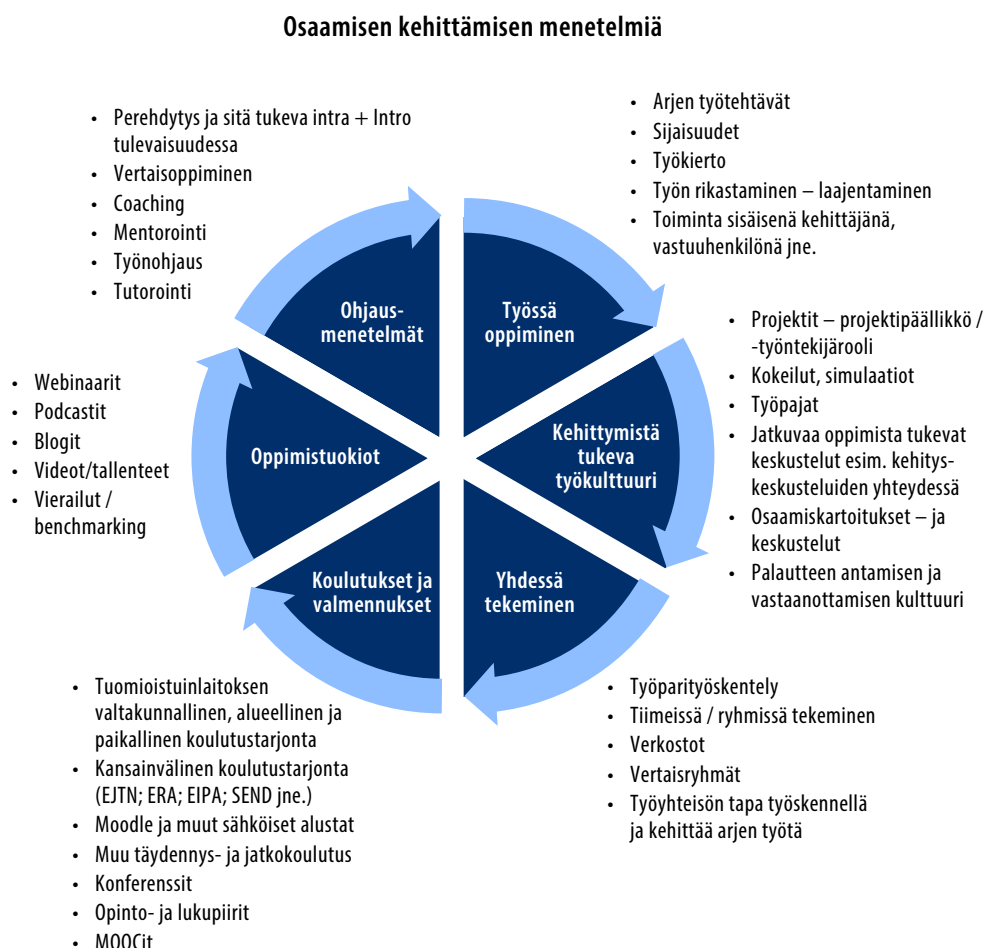 Osaamisen kehittämisen menetelmiä
• Perehdytys ja sitä tukeva intra + Intro
tulevaisuudessa
• Vertaisoppiminen
• Coaching
• Mentorointi
• Työnohjaus
• Tutorointi
• Arjen työtehtävät
• Sijaisuudet
• Työkierto
• Työn rikastaminen – laajentaminen
• Toiminta sisäisenä kehittäjänä,
vastuuhenkilönä jne.
Ohjaus-
menetelmät
Työssä
oppiminen
• Projektit – projektipäällikkö /
-työntekijärooli
• Kokeilut, simulaatiot
• Työpajat
• Jatkuvaa oppimista tukevat
keskustelut esim. kehitys-
keskusteluiden yhteydessä
• Osaamiskartoitukset – ja
keskustelut
• Palautteen antamisen ja
vastaanottamisen kulttuuri
• Webinaarit
• Podcastit
• Blogit
• Videot/tallenteet
• Vierailut /
benchmarking
Oppimistuokiot
Kehittymistä
tukeva
työkulttuuri
Koulutukset ja
valmennukset
Yhdessä
tekeminen
• Tuomioistuinlaitoksen
valtakunnallinen, alueellinen ja
paikallinen koulutustarjonta
• Kansainvälinen koulutustarjonta
(EJTN; ERA; EIPA; SEND jne.)
• Moodle ja muut sähköiset alustat
• Muu täydennys- ja jatkokoulutus
• Konferenssit
• Opinto- ja lukupiirit
• MOOCit
• Työparityöskentely
• Tiimeissä / ryhmissä tekeminen
• Verkostot
• Vertaisryhmät
• Työyhteisön tapa työskennellä
ja kehittää arjen työtä